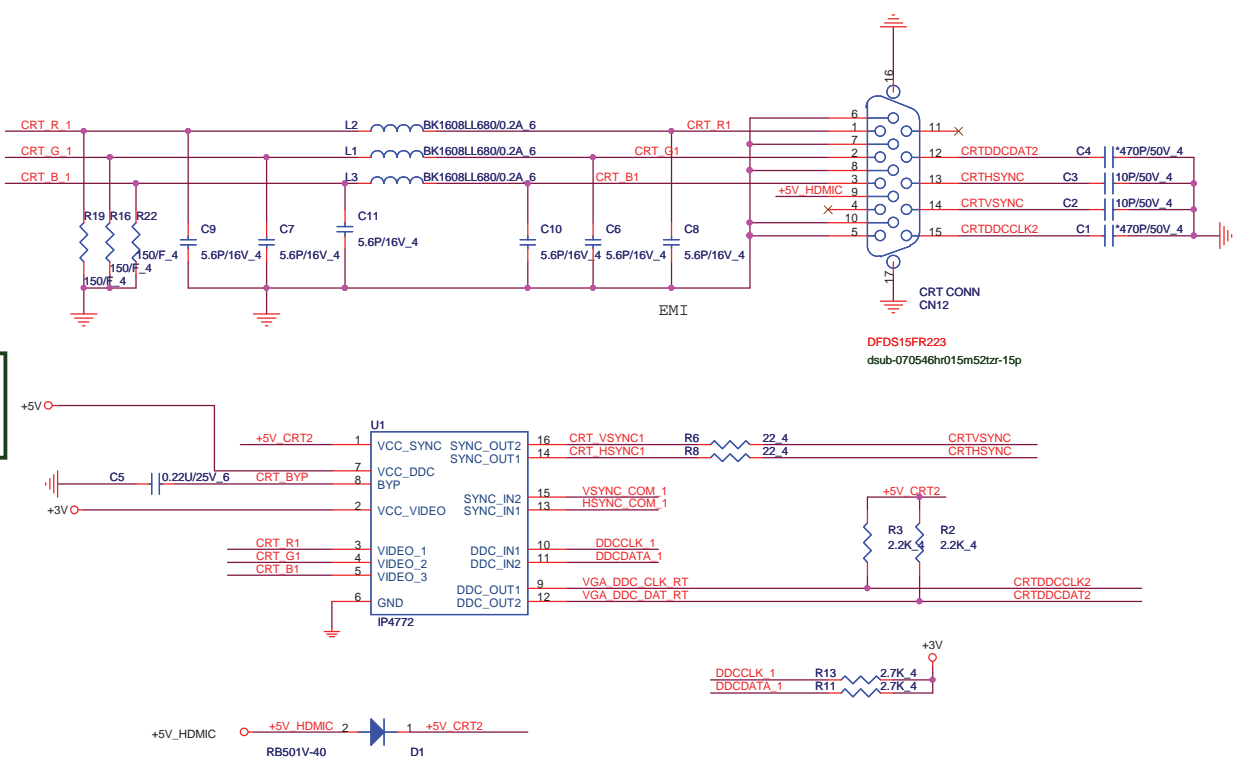 16
CRT_R_1
L2
BK1608LL680/0.2A_6
CRT_R1
6
1
11
7
CRT_G_1
L1
BK1608LL680/0.2A_6
CRT_G1
2
12
CRTDDCDAT2
C4
*470P/50V_4
8
CRT_B_1
L3
BK1608LL680/0.2A_6
CRT_B1
3
13
CRTHSYNC
C3
10P/50V_4
+5V_HDMIC
9
4
14
CRTVSYNC
C2
10P/50V_4
10
5
15
CRTDDCCLK2
C1
*470P/50V_4
R19
R16
R22
150/F_4
150/F_4
150/F_4
C9
5.6P/16V_4
C7
5.6P/16V_4
C11
5.6P/16V_4
C10
5.6P/16V_4
C6
5.6P/16V_4
C8
5.6P/16V_4
EMI
17
CRT CONN
CN12
DFDS15FR223
dsub-070546hr015m52tzr-15p
+5V
U1
+5V_CRT2
1
VCC_SYNC
SYNC_OUT2
16
CRT_VSYNC1
R6
22_4
CRTVSYNC
SYNC_OUT1
14
CRT_HSYNC1
R8
22_4
CRTHSYNC
7
VCC_DDC
C5
0.22U/25V_6
CRT_BYP
8
BYP
SYNC_IN2
15
VSYNC_COM_1
+3V
2
VCC_VIDEO
SYNC_IN1
13
HSYNC_COM_1
+5V_CRT2
R3
2.2K_4
R2
2.2K_4
CRT_R1
3
VIDEO_1
DDC_IN1
10
DDCCLK_1
CRT_G1
4
VIDEO_2
DDC_IN2
11
DDCDATA_1
CRT_B1
5
VIDEO_3
DDC_OUT1
9
VGA_DDC_CLK_RT
CRTDDCCLK2
6
GND
DDC_OUT2
12
VGA_DDC_DAT_RT
CRTDDCDAT2
IP4772
+3V
DDCCLK_1
R13
2.7K_4
DDCDATA_1
R11
2.7K_4
+5V_HDMIC
+5V_HDMIC
2
1
+5V_CRT2
RB501V-40
D1